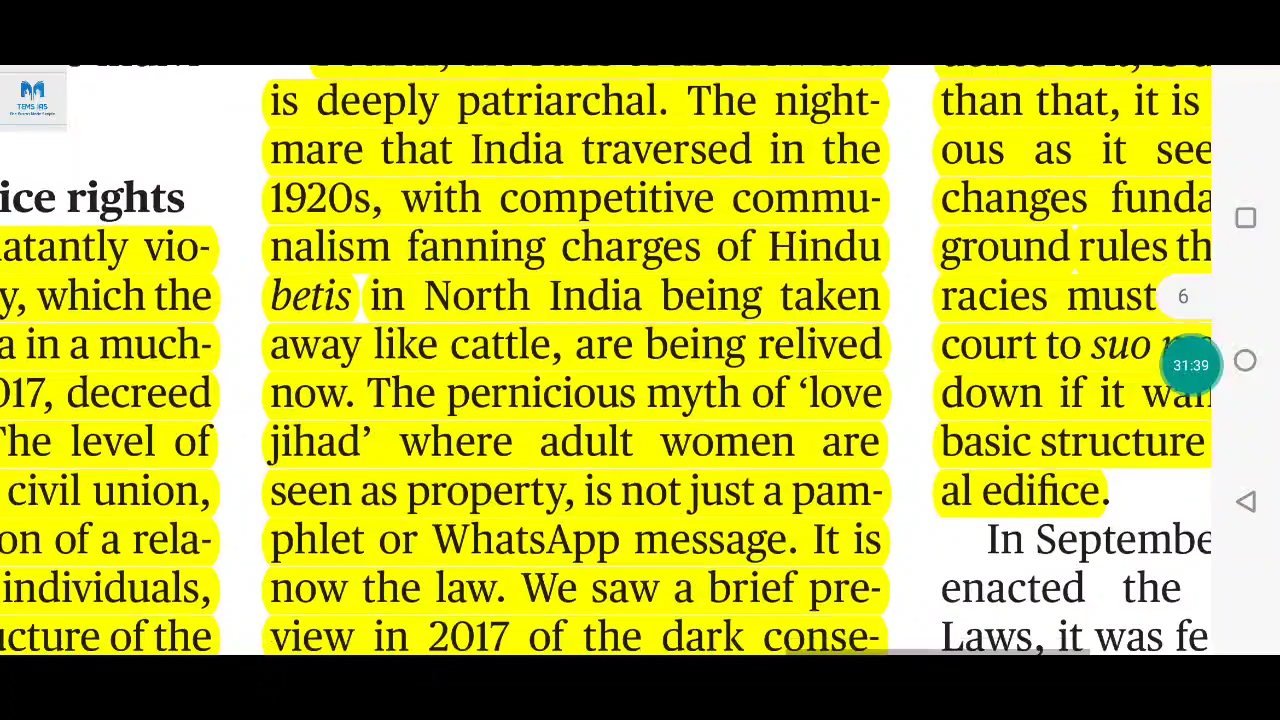 TEMS IAS
ice rights
y, which the
a in a much-
017, decreed
The level of
civil union,
on of a rela-
individuals,
ucture of the
is deeply patriarchal. The night-
mare that India traversed in the
1920s, with competitive commu-
nalism fanning charges of Hindu
betis in North India being taken
away like cattle, are being relived
now. The pernicious myth of ‘love
jihad’ where adult women are
seen as property, is not just a pam-
phlet or WhatsApp message. It is
now the law. We saw a brief pre-
view in 2017 of the dark conse-
than that, it is
ous as it see
changes funda
ground rules th
racies must
court to suo
down if it wan
basic structure
al edifice.
In Septembe
enacted the
Laws, it was fe
6
31:39